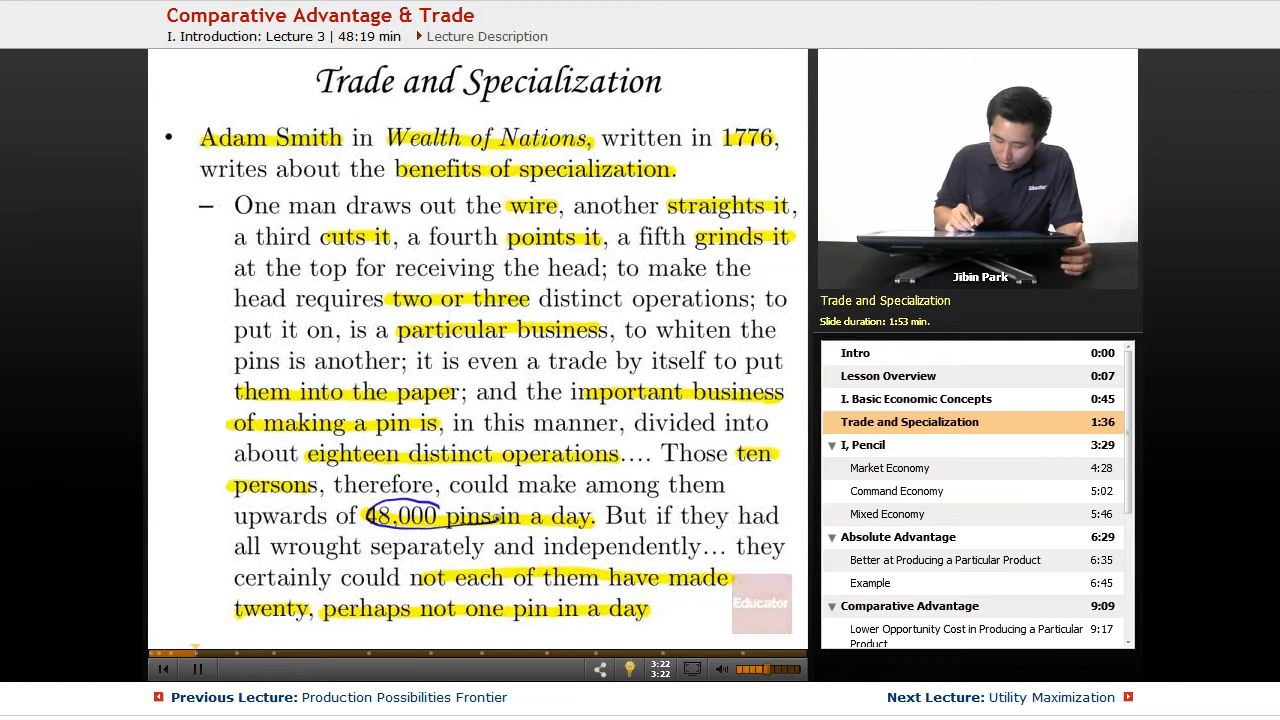 Comparative Advantage & Trade
I. Introduction: Lecture 3 | 48:19 min Lecture Description
Trade and Specialization
• Adam Smith in Wealth of Nations, written in 1776,
writes about the benefits of specialization.
– One man draws out the wire, another straights it,
a third cuts it, a fourth points it, a fifth grinds it
at the top for receiving the head; to make the
head requires two or three distinct operations; to
put it on, is a particular business, to whiten the
pins is another; it is even a trade by itself to put
them into the paper; and the important business
of making a pin is, in this manner, divided into
about eighteen distinct operations…. Those ten
persons, therefore, could make among them
upwards of 48,000 pins in a day. But if they had
all wrought separately and independently… they
certainly could not each of them have made
twenty, perhaps not one pin in a day
Educator
3:22
3:22
Educator
Jibin Park
Trade and Specialization
Slide duration: 1:53 min.
Intro 0:00
Lesson Overview 0:07
I. Basic Economic Concepts 0:45
Trade and Specialization 1:36
I, Pencil 3:29
Market Economy 4:28
Command Economy 5:02
Mixed Economy 5:46
Absolute Advantage 6:29
Better at Producing a Particular Product 6:35
Example 6:45
Comparative Advantage 9:09
Lower Opportunity Cost in Producing a Particular 9:17
Product
Previous Lecture: Production Possibilities Frontier
Next Lecture: Utility Maximization